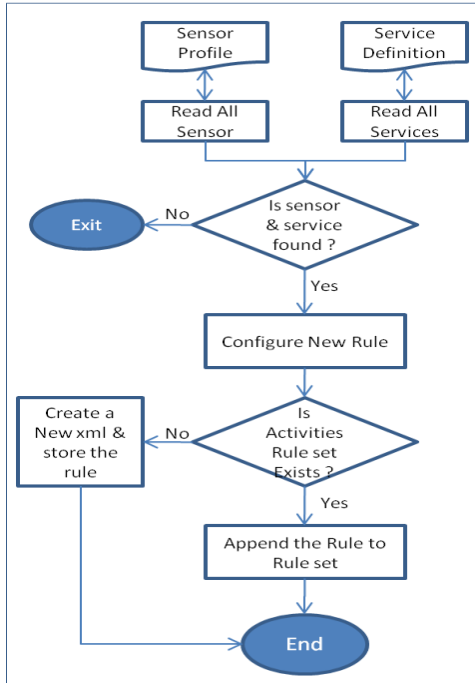 Sensor
Profile
Service
Definition
Read All
Sensor
Read All
Services
Is sensor
& service
found ?
No
Exit
Yes
Configure New Rule
Is
Activities
Rule set
Exists ?
No
Create a
New xml &
store the
rule
Yes
Append the Rule to
Rule set
End